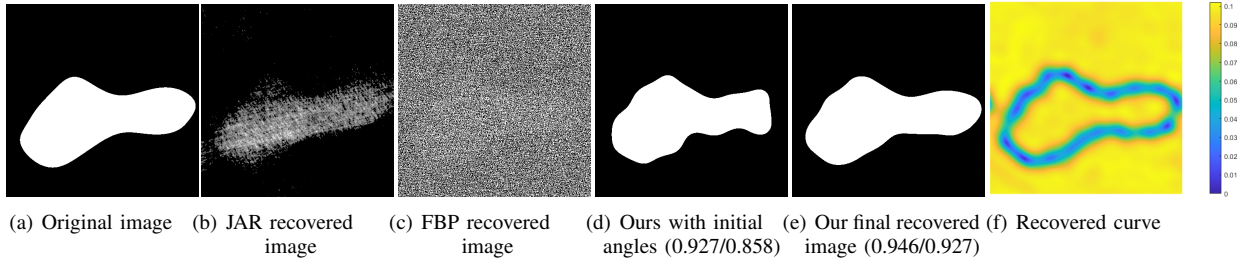 0.1
0.09
0.08
0.07
0.06
0.05
0.04
0.03
0.02
0.01
0
(a) Original image
(b) JAR recovered
image
(c) FBP recovered
image
(d) Ours with initial
angles (0.927/0.858)
(e) Our final recovered
image (0.946/0.927)
(f) Recovered curve